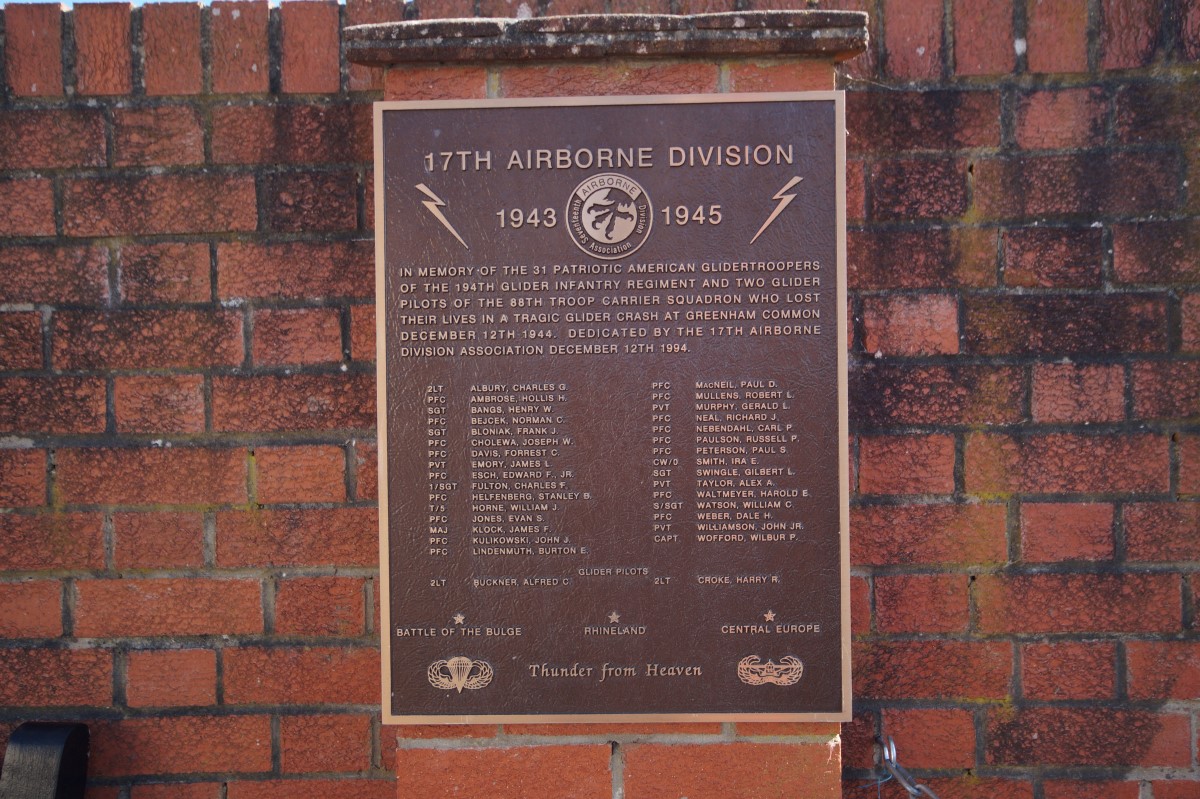 17TH AIRBORNE DIVISION
1943 AIRBORNE Seventeenth Division Association 1945
IN MEMORY OF THE 31 PATRIOTIC AMERICAN GLIDERTROOPERS
OF THE 194TH GLIDER INFANTRY REGIMENT AND TWO GLIDER
PILOTS OF THE 88TH TROOP CARRIER SQUADRON WHO LOST
THEIR LIVES IN A TRAGIC GLIDER CRASH AT GREENHAM COMMON
DECEMBER 12TH 1944. DEDICATED BY THE 17TH AIRBORNE
DIVISION ASSOCIATION DECEMBER 12TH 1994.
2LT ALBURY, CHARLES G.
PFC AMBROSE, HOLLIS H.
SGT BANGS, HENRY W.
PFC BEJCEK, NORMAN C.
SGT BLONIAK, FRANK J.
PFC CHOLEWA, JOSEPH W.
PFC DAVIS, FORREST C.
PVT EMORY, JAMES L.
PFC ESCH, EDWARD F., JR.
1/SGT FULTON, CHARLES F.
PFC HELFENBERG, STANLEY B.
T/5 HORNE, WILLIAM J.
PFC JONES, EVAN S.
MAJ KLOCK, JAMES F.
PFC KULIKOWSKI, JOHN J.
PFC LINDENMUTH, BURTON E.
PFC MACNEIL, PAUL D.
PFC MULLENS, ROBERT L.
PVT MURPHY, GERALD L.
PFC NEAL, RICHARD J.
PFC NEBENDAHL, CARL P.
PFC PAULSON, RUSSELL P.
PFC PETERSON, PAUL S.
CW/O SMITH, IRA E.
SGT SWINGLE, GILBERT L.
PVT TAYLOR, ALEX A.
PFC WALTMEYER, HAROLD E.
S/SGT WATSON, WILLIAM C.
PFC WEBER, DALE H.
PVT WILLIAMSON, JOHN JR.
CAPT WOFFORD, WILBUR P.
GLIDER PILOTS
2LT BUCKNER, ALFRED C. 2LT CROKE, HARRY R.
BATTLE OF THE BULGE RHINELAND CENTRAL EUROPE
Thunder from Heaven